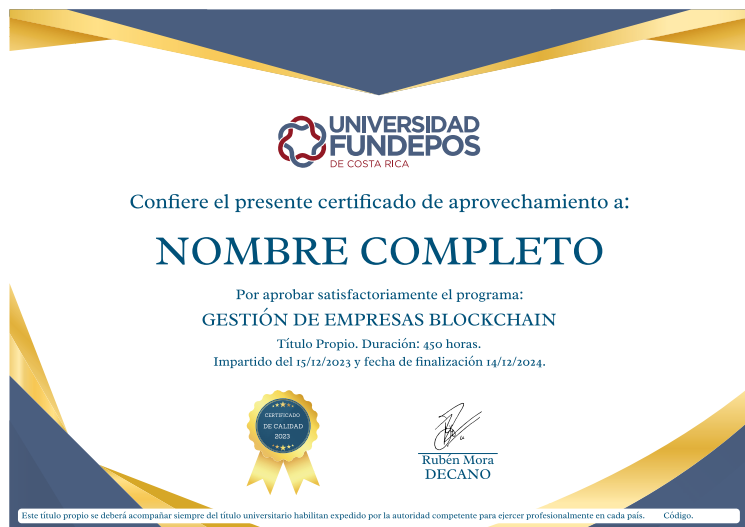 UNIVERSIDAD
FUNDEPOS
DE COSTA RICA
Confiere el presente certificado de aprovechamiento a:
NOMBRE COMPLETO
Por aprobar satisfactoriamente el programa:
GESTIÓN DE EMPRESAS BLOCKCHAIN
Título Propio. Duración: 450 horas.
Impartido del 15/12/2023 y fecha de finalización 14/12/2024.
CERTIFICADO
DE CALIDAD
2023
Rubén Mora
DECANO
Este título propio se deberá acompañar siempre del título universitario habilitan expedido por la autoridad competente para ejercer profesionalmente en cada país. Código.